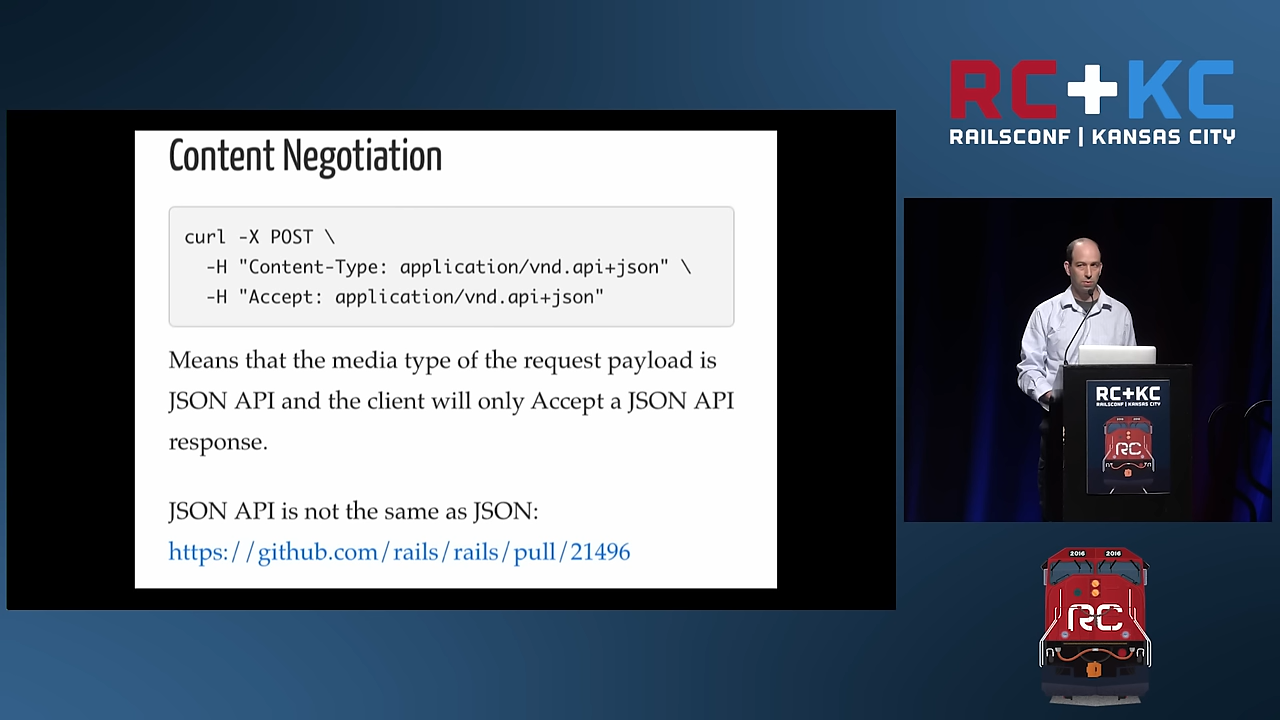 Content Negotiation
curl -X POST \
-H "Content-Type: application/vnd.api+json" \
-H "Accept: application/vnd.api+json"
Means that the media type of the request payload is
JSON API and the client will only Accept a JSON API
response.
JSON API is not the same as JSON:
https://github.com/rails/rails/pull/21496
RC+KC
RAILSCONF | KANSAS CITY
RC+KC
RAILSCONF | KANSAS CITY
RC
2016 2016
RC